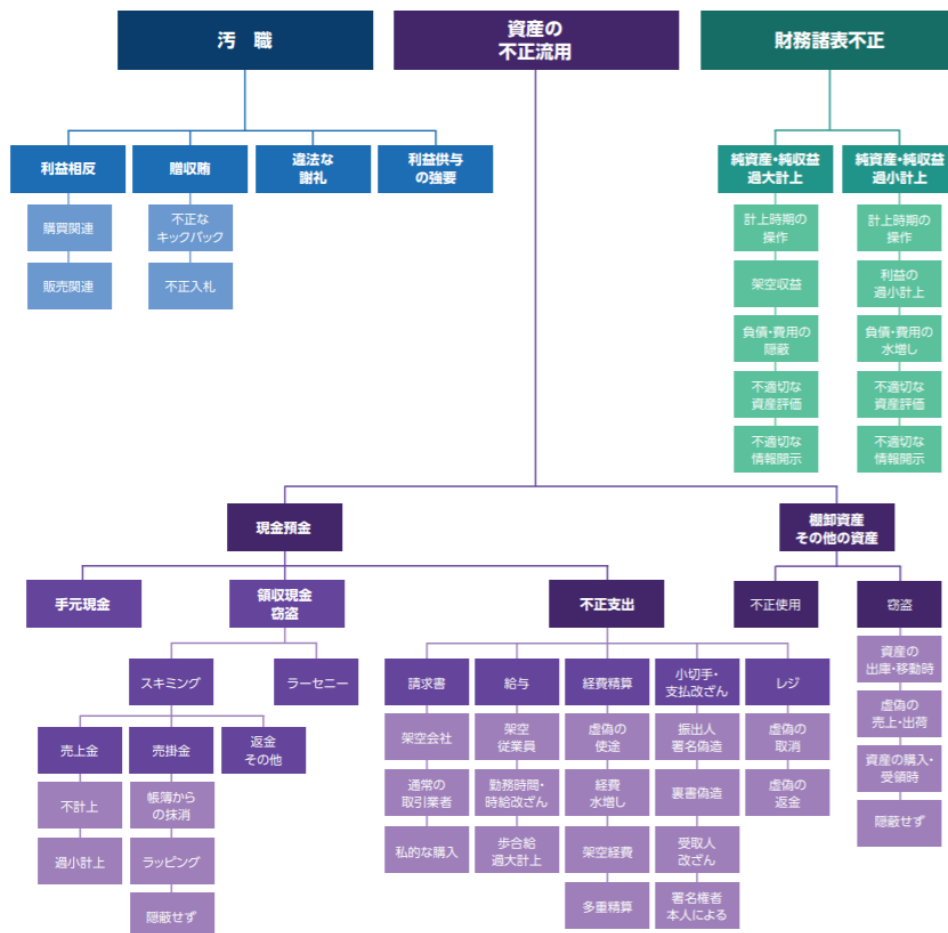 汚　職
資産の
不正流用
財務諸表不正
利益相反
贈収賄
違法な
謝礼
利益供与
の強要
純資産・純収益
過大計上
純資産・純収益
過小計上
購買関連
不正な
キックバック
計上時期の
操作
計上時期の
操作
販売関連
不正入札
架空収益
利益の
過小計上
負債・費用の
隠蔽
負債・費用の
水増し
不適切な
資産評価
不適切な
資産評価
不適切な
情報開示
不適切な
情報開示
現金預金
棚卸資産
その他の資産
手元現金
領収現金
窃盗
不正支出
不正使用
窃盗
スキミング
ラーセニー
請求書
給与
経費精算
小切手・
支払改ざん
レジ
資産の
出庫・移動時
売上金
売掛金
返金
その他
架空会社
架空
従業員
虚偽の
使途
振出人
署名偽造
虚偽の
取消
虚偽の
売上・出荷
不計上
帳簿から
の抹消
通常の
取引業者
勤務時間・
時給改ざん
経費
水増し
裏書偽造
虚偽の
返金
資産の購入・
受領時
過小計上
ラッピング
私的な購入
歩合給
過大計上
架空経費
受取人
改ざん
隠蔽せず
隠蔽せず
多重精算
署名権者
本人による